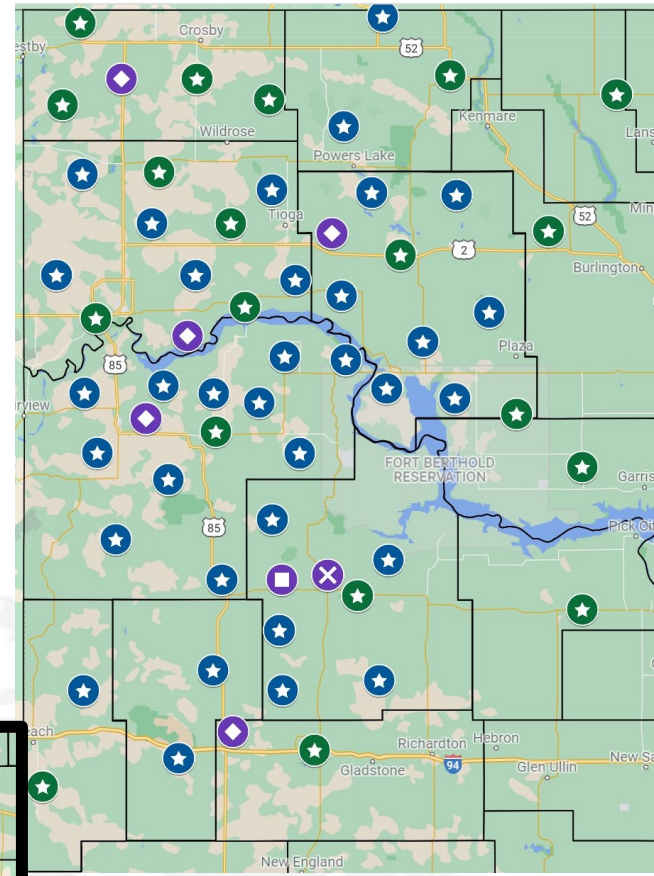 Crosby
estby
52
Kenmare
Lans
Wildrose
Powers Lake
Tioga
52
Min
2
Burlington
Plaza
85
iryview
FORT BERTHOLD
RESERVATION
Garris
Pick Cit
85
each
Richardton
Hebron
Gladstone
94
Glen Ullin
New Sa
New England